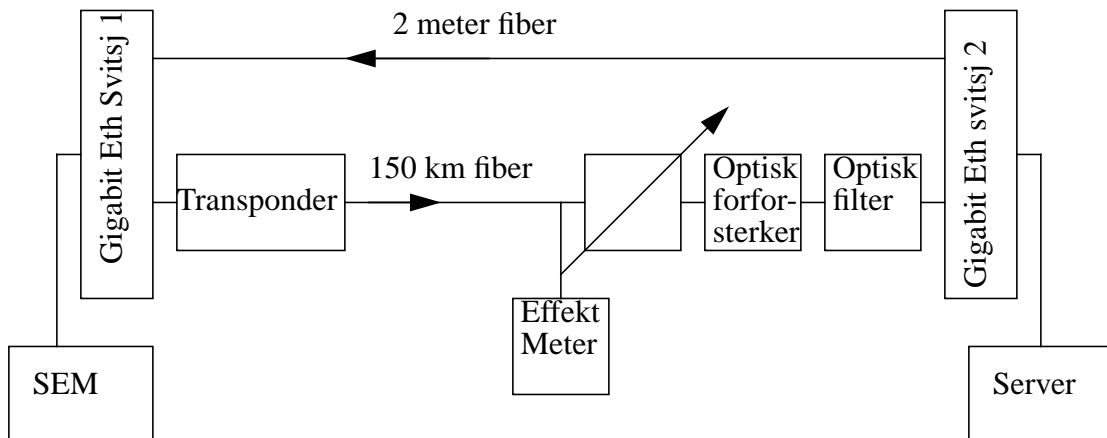 2 meter fiber
Gigabit Eth Svitsj 1
Gigabit Eth svitsj 2
150 km fiber
Transponder
Optisk
forfor-
sterker
Optisk
filter
Effekt
Meter
SEM
Server